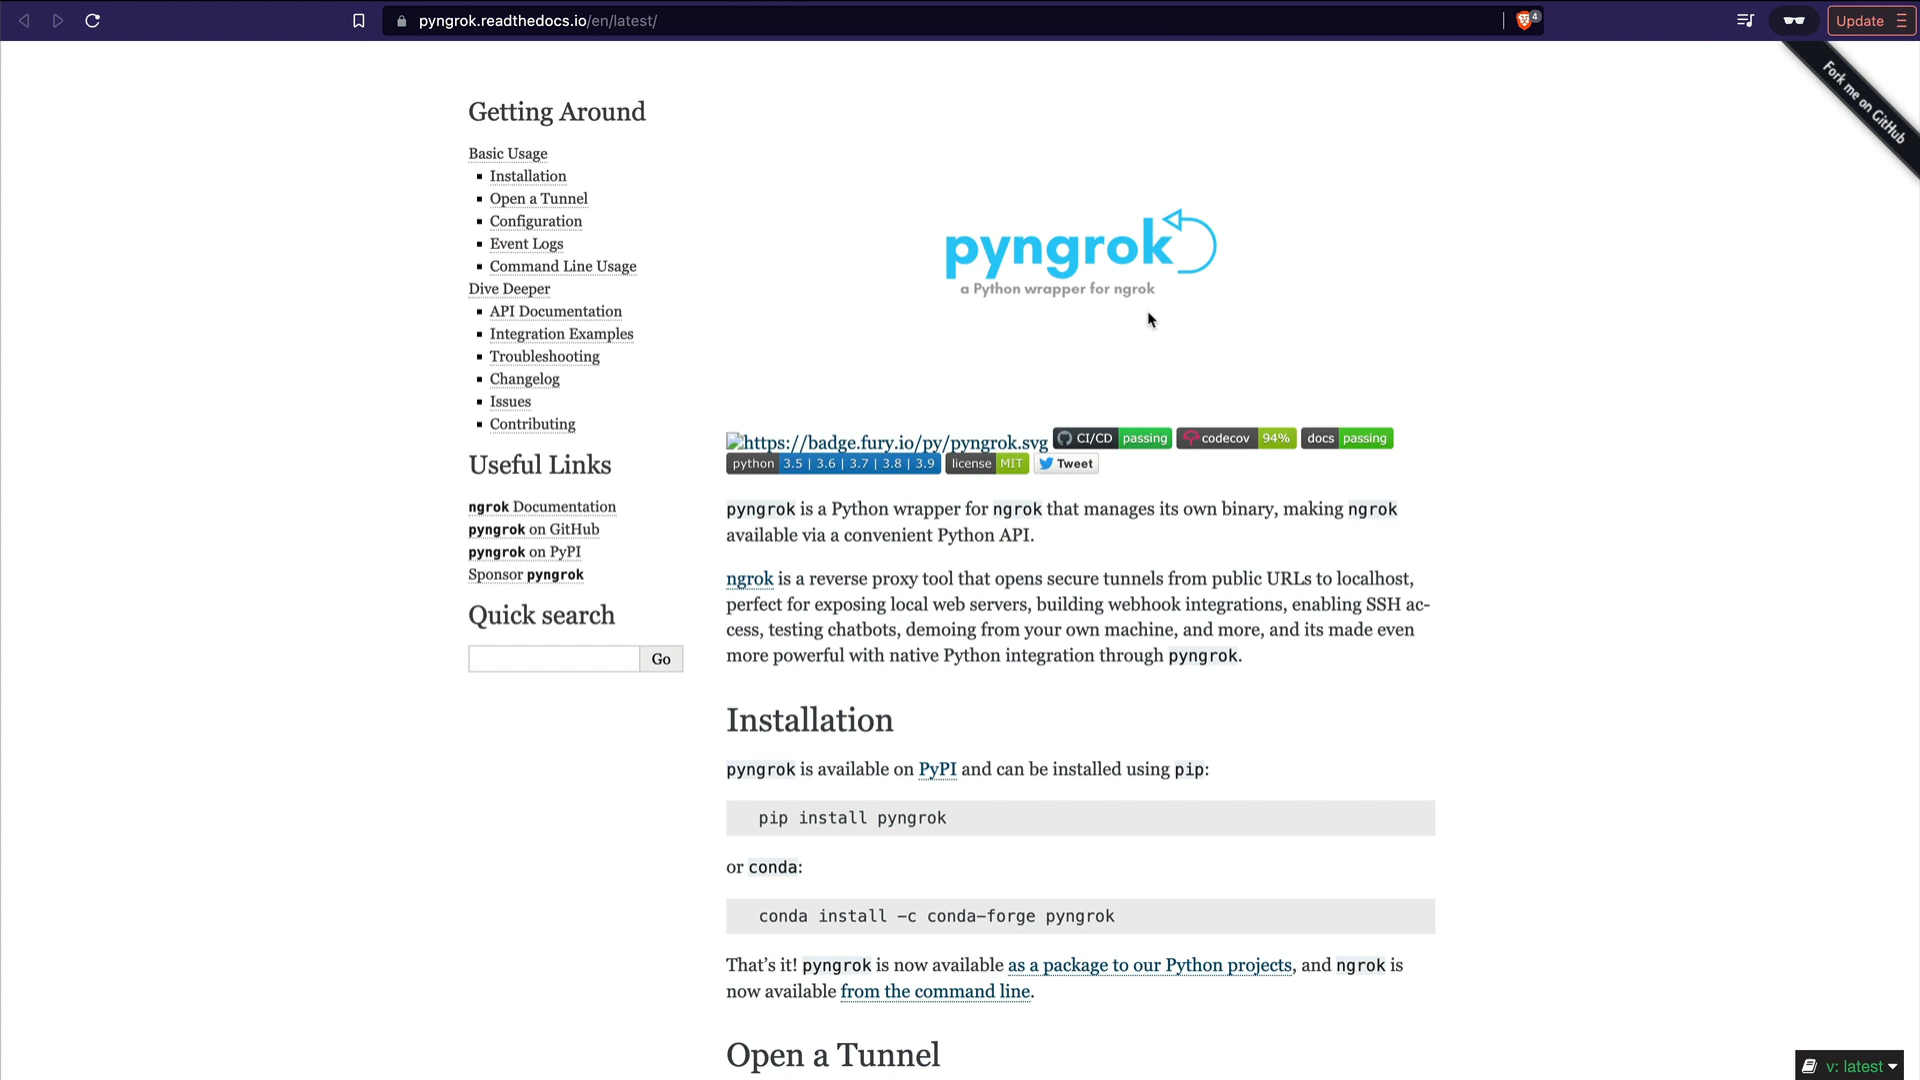 pyngrok.readthedocs.io/en/latest/
4
Update
Fork me on GitHub
Getting Around
Basic Usage
Installation
Open a Tunnel
Configuration
Event Logs
Command Line Usage
Dive Deeper
API Documentation
Integration Examples
Troubleshooting
Changelog
Issues
Contributing
Useful Links
ngrok Documentation
pyngrok on GitHub
pyngrok on PyPI
Sponsor pyngrok
Quick search
Go
pyngrok
a Python wrapper for ngrok
https://badge.fury.io/py/pyngrok.svg CI/CD passing codecov 94% docs passing
python 3.5 | 3.6 | 3.7 | 3.8 | 3.9 license MIT Tweet
pyngrok is a Python wrapper for ngrok that manages its own binary, making ngrok
available via a convenient Python API.
ngrok is a reverse proxy tool that opens secure tunnels from public URLs to localhost,
perfect for exposing local web servers, building webhook integrations, enabling SSH ac-
cess, testing chatbots, demoing from your own machine, and more, and its made even
more powerful with native Python integration through pyngrok.
Installation
pyngrok is available on PyPI and can be installed using pip:
pip install pyngrok
or conda:
conda install -c conda-forge pyngrok
That’s it! pyngrok is now available as a package to our Python projects, and ngrok is
now available from the command line.
Open a Tunnel
v: latest